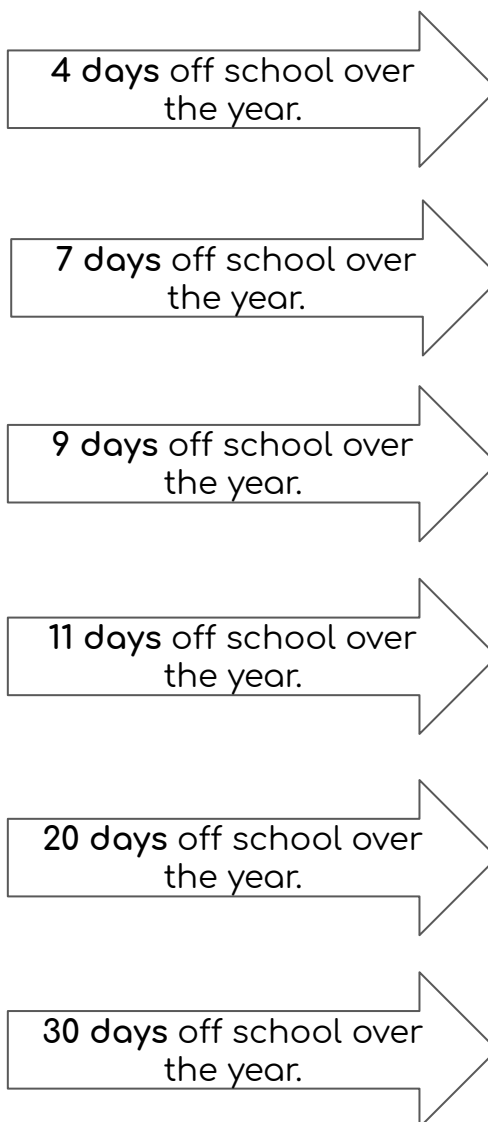 4 days off school over
the year.
7 days off school over
the year.
9 days off school over
the year.
11 days off school over
the year.
20 days off school over
the year.
30 days off school over
the year.